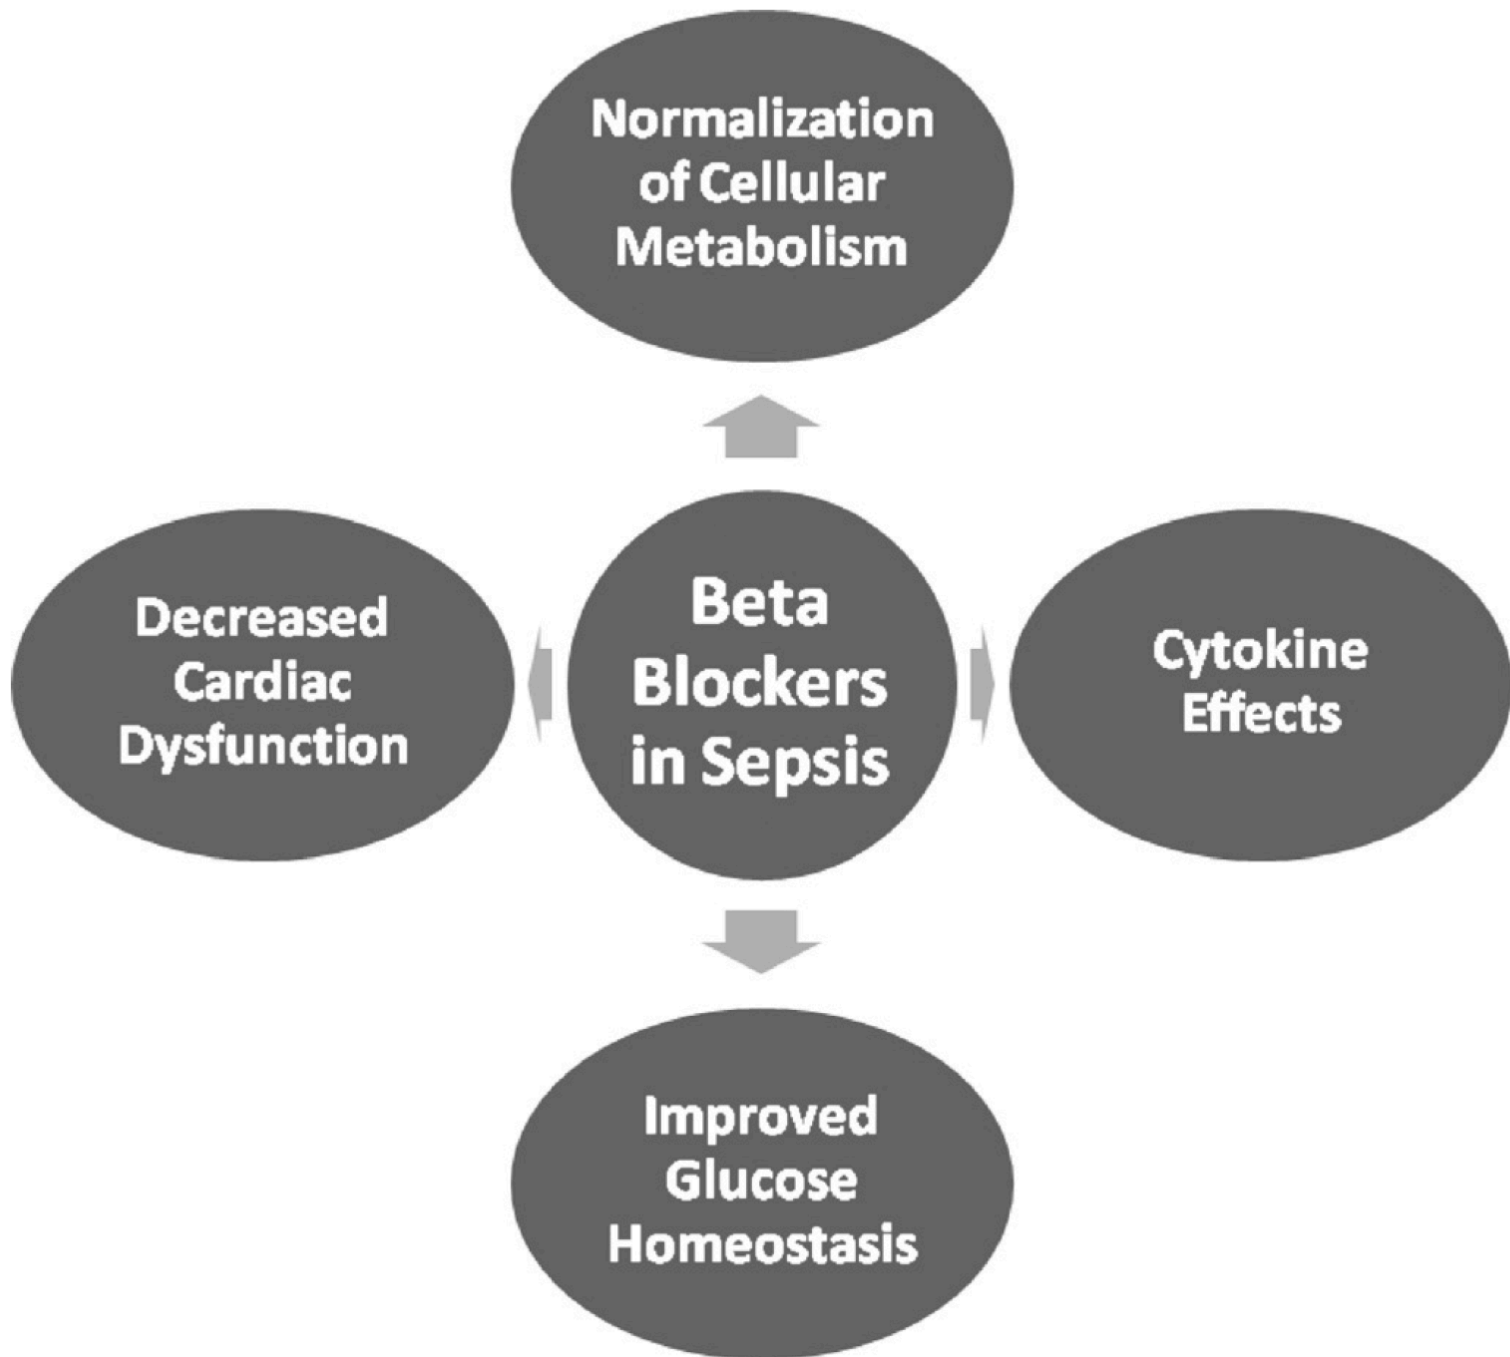 Normalization
of Cellular
Metabolism
Decreased
Cardiac
Dysfunction
Beta
Blockers
in Sepsis
Cytokine
Effects
Improved
Glucose
Homeostasis